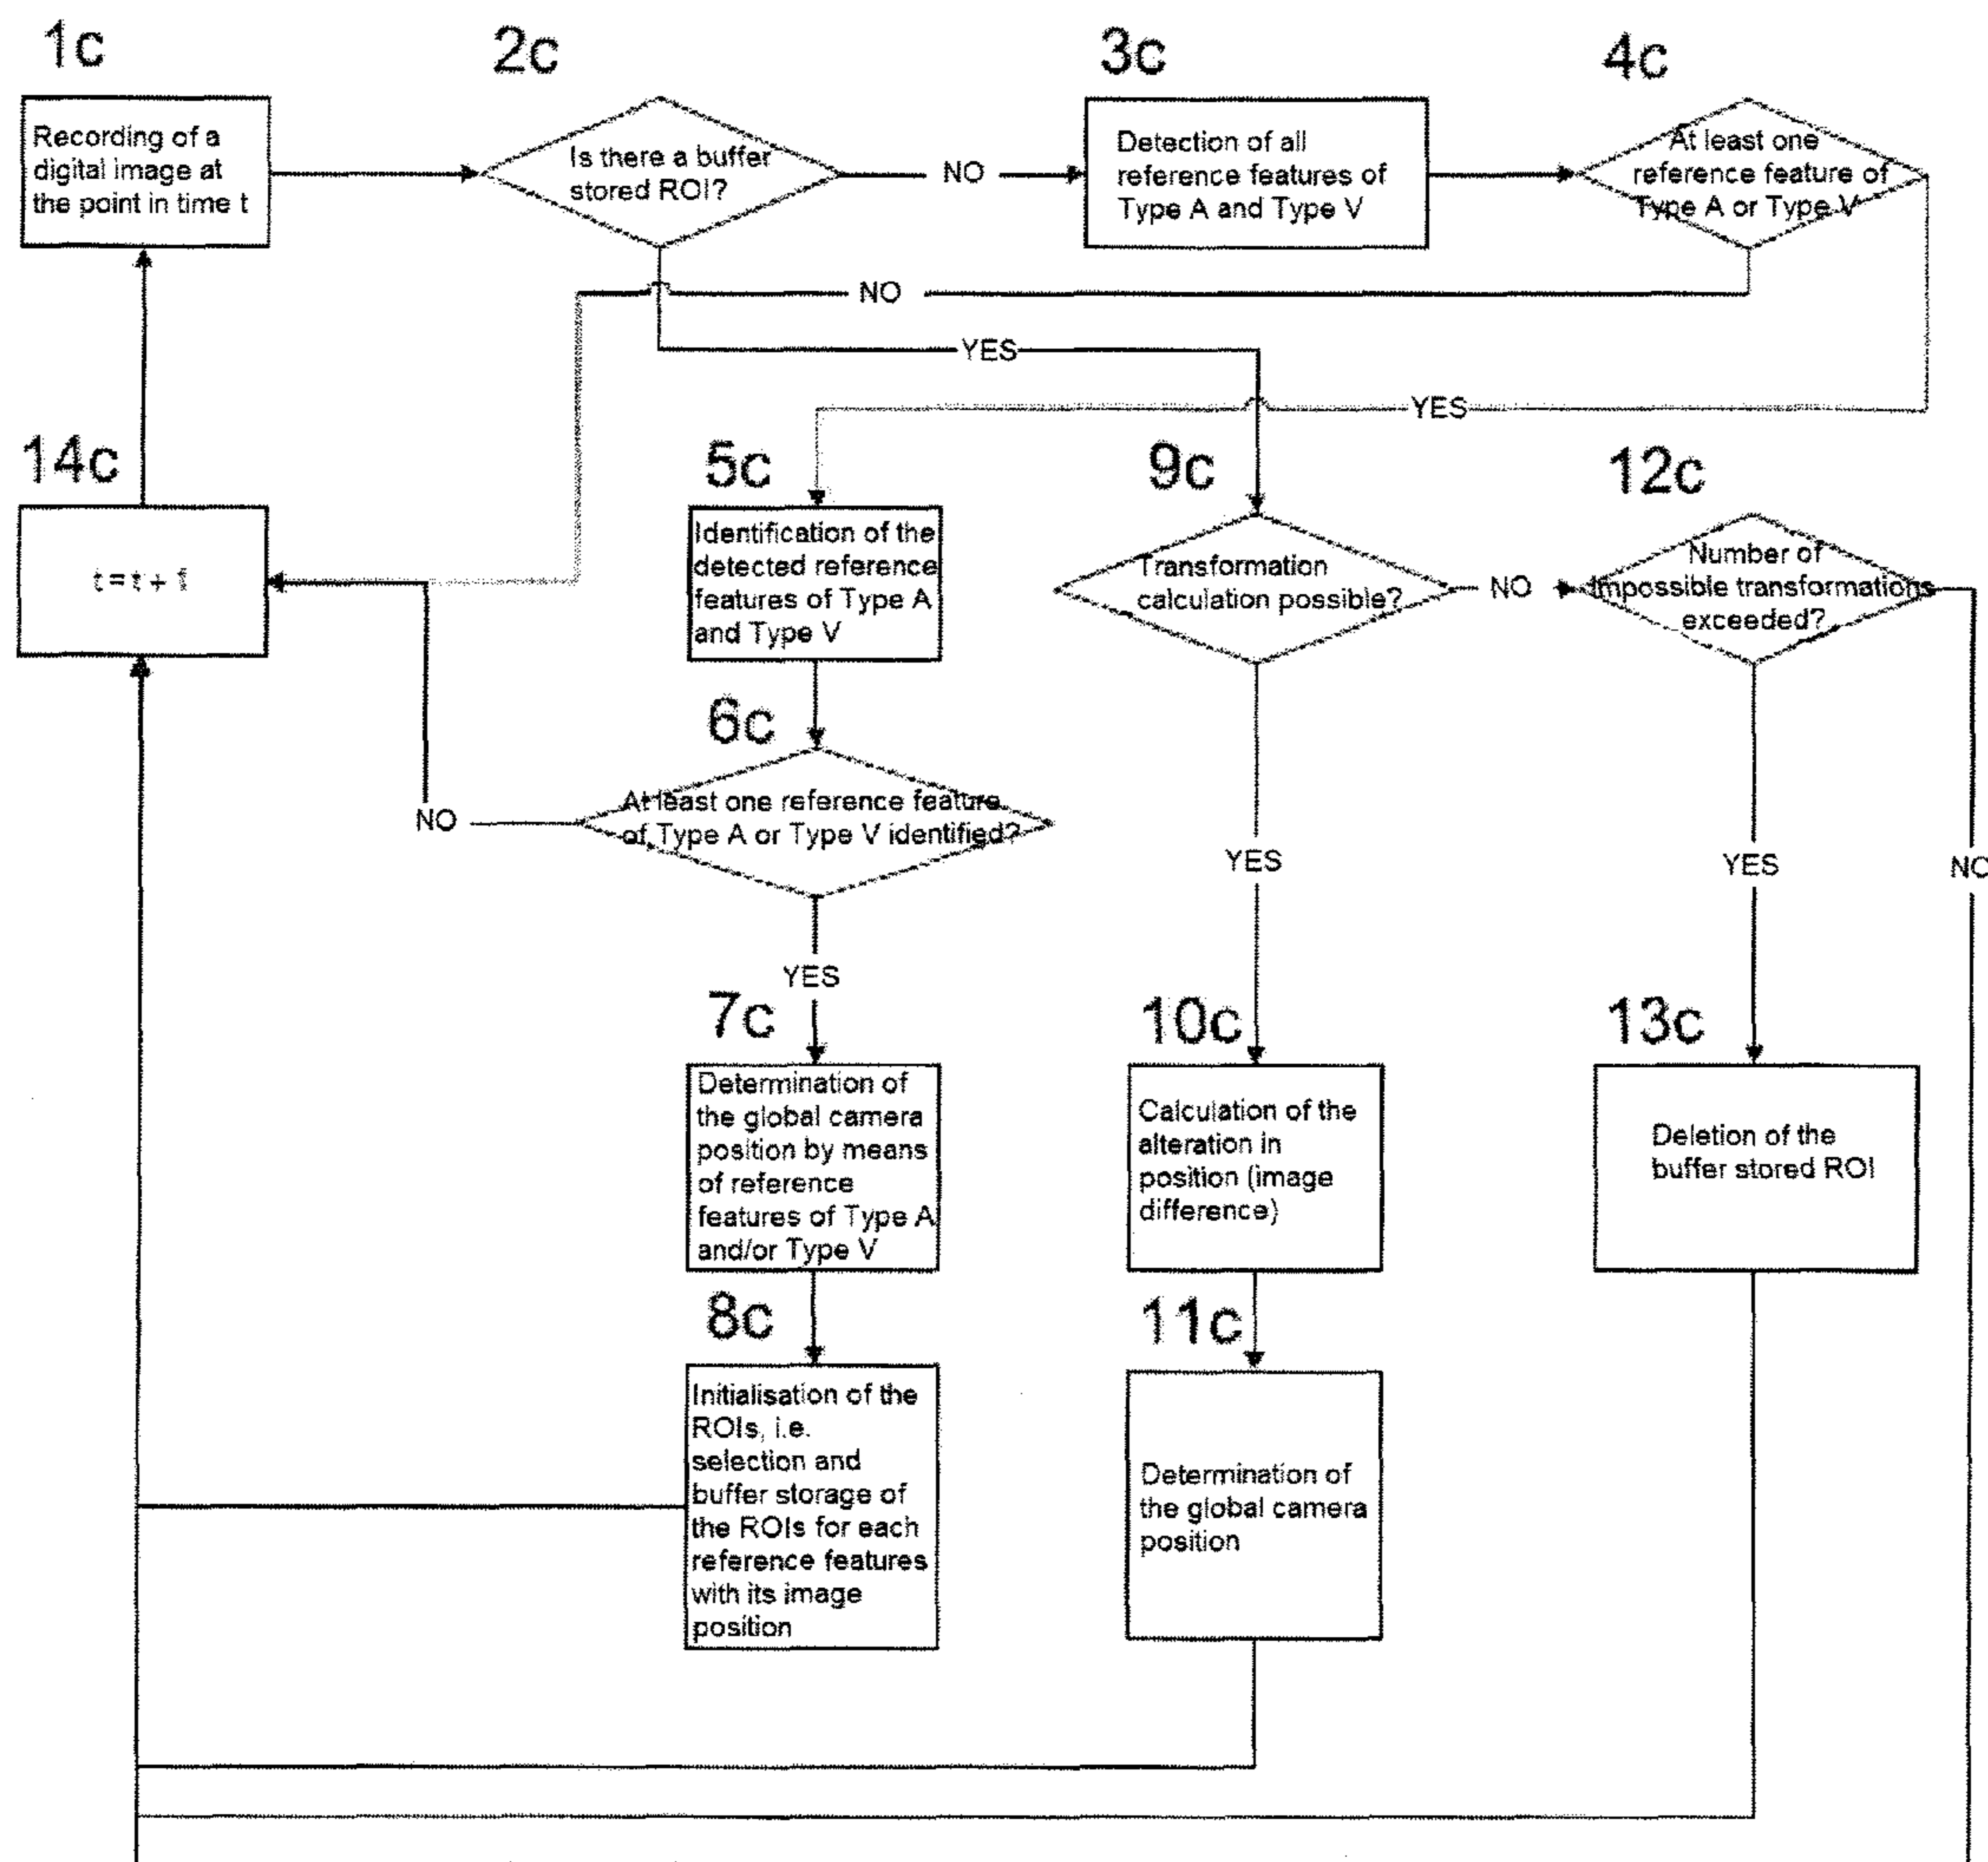 1c
Recording of a
digital image at
the point in time t
2c
Is there a buffer
stored ROI?
NO
3c
Detection of all
reference features of
Type A and Type V
4c
At least one
reference feature of
Type A or Type V
NO
YES
YES
14c
t = t + 1
5c
Identification of the
detected reference
features of Type A
and Type V
9c
Transformation
calculation possible?
NO
12c
Number of
Impossible transformations
exceeded?
6c
At least one reference feature
of Type A or Type V identified?
NO
YES
YES
YES
NO
7c
Determination of
the global camera
position by means
of reference
features of Type A
and/or Type V
10c
Calculation of the
alteration in
position (image
difference)
13c
Deletion of the
buffer stored ROI
8c
Initialisation of the
ROIs, i.e.
selection and
buffer storage of
the ROIs for each
reference features
with its image
position
11c
Determination of
the global camera
position